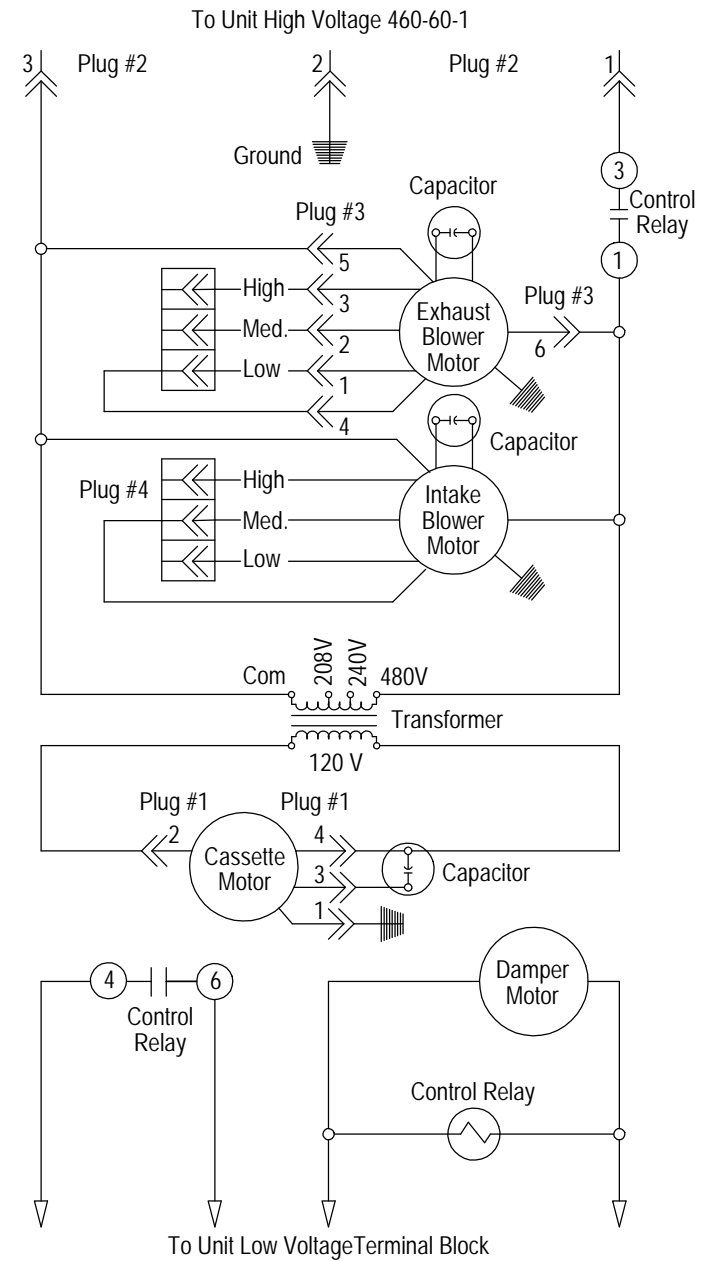 To Unit High Voltage 460-60-1
3
Plug #2
2
Plug #2
1
Ground
3
Control
Relay
1
Capacitor
Plug #3
5
High
3
Med.
2
Low
1
4
Exhaust
Blower
Motor
Plug #3
6
Capacitor
Plug #4
High
Med.
Low
Intake
Blower
Motor
Com
208V
240V
480V
Transformer
120 V
Plug #1
Plug #1
2
Cassette
Motor
4
3
1
Capacitor
4
6
Control
Relay
Damper
Motor
Control Relay
To Unit Low VoltageTerminal Block